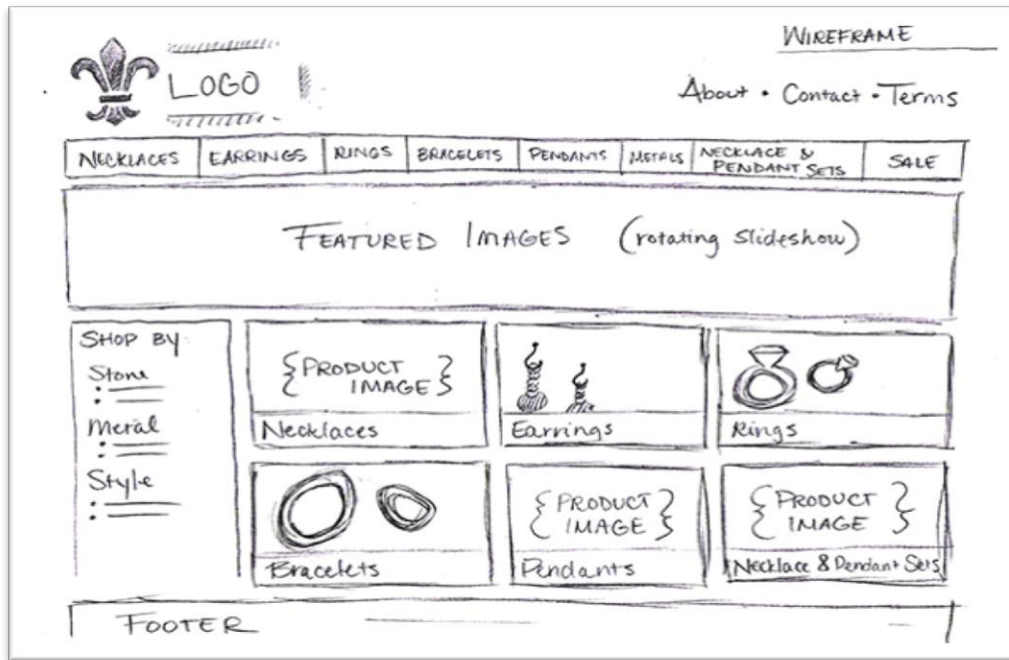 WIREFRAME
LOGO
About • Contact • Terms
NECKLACES EARRINGS RINGS BRACELETS PENDANTS METALS NECKLACE & PENDANT SETS SALE
FEATURED IMAGES (rotating Slideshow)
SHOP BY
Stone
Metal
Style
{PRODUCT
IMAGE}
Necklaces
Earrings
Rings
Bracelets
{PRODUCT
IMAGE}
Pendants
{PRODUCT
IMAGE}
Necklace & Pendant Sets
FOOTER